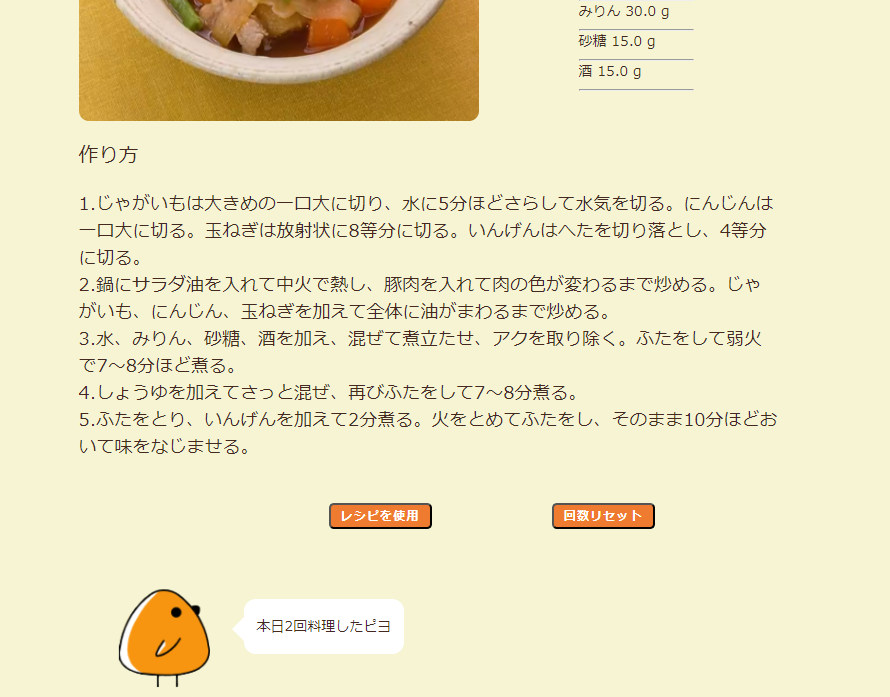 みりん 30.0 g
砂糖 15.0 g
酒 15.0 g
作り方
1.じゃがいもは大きめの一口大に切り、水に5分ほどさらして水気を切る。にんじんは
一口大に切る。玉ねぎは放射状に8等分に切る。いんげんはへたを切り落とし、4等分
に切る。
2.鍋にサラダ油を入れて中火で熱し、豚肉を入れて肉の色が変わるまで炒める。じゃ
がいも、にんじん、玉ねぎを加えて全体に油がまわるまで炒める。
3.水、みりん、砂糖、酒を加え、混ぜて煮立たせ、アクを取り除く。ふたをして弱火
で7〜8分ほど煮る。
4.しょうゆを加えてさっと混ぜ、再びふたをして7〜8分煮る。
5.ふたをとり、いんげんを加えて2分煮る。火をとめてふたをし、そのまま10分ほどお
いて味をなじませる。
レシピを使用
回数リセット
本日2回料理したピヨ